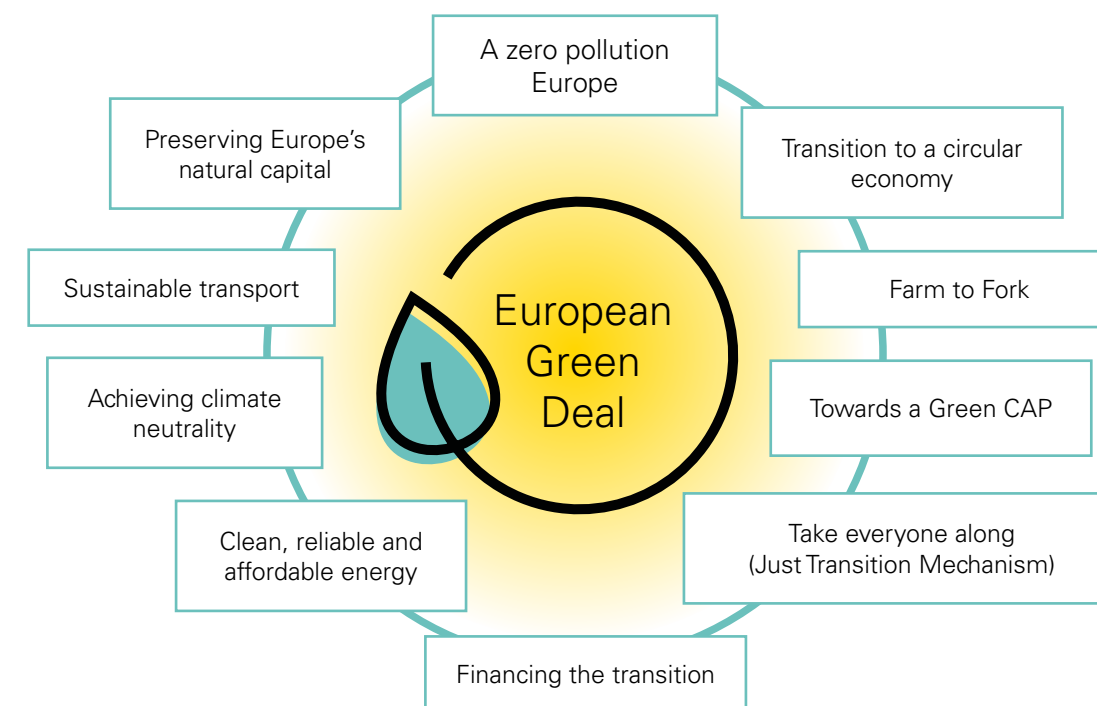 A zero pollution
Europe
Preserving Europe’s
natural capital
Transition to a circular
economy
Sustainable transport
Farm to Fork
European
Green
Deal
Achieving climate
neutrality
Towards a Green CAP
Clean, reliable and
affordable energy
Take everyone along
(Just Transition Mechanism)
Financing the transition